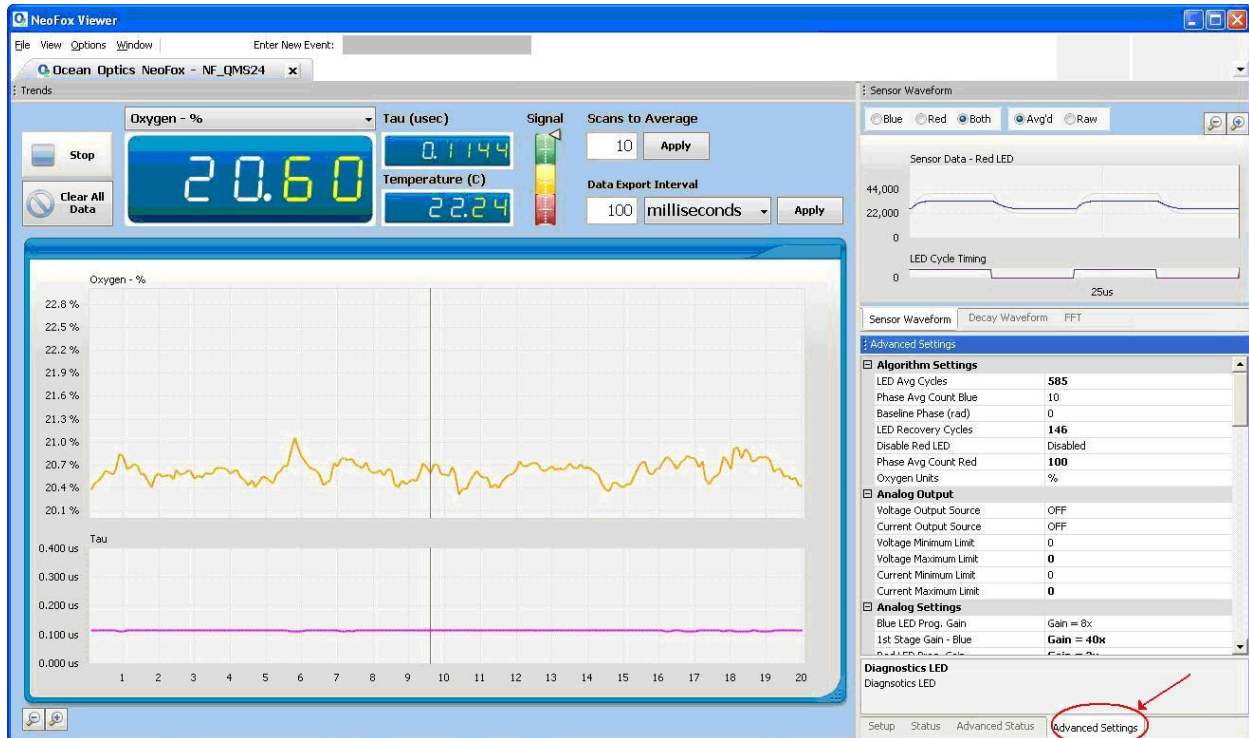 NeoFox Viewer
File View Options Window Enter New Event:
Ocean Optics NeoFox - NF_QMS24 x
Trends
Oxygen - %
Tau (usec)
Signal
Scans to Average
Stop
20.60
0.1144
10 Apply
Clear All
Data
Temperature (C)
22.24
Data Export Interval
100 milliseconds Apply
Oxygen - %
22.8 %
22.5 %
22.2 %
21.9 %
21.6 %
21.3 %
21.0 %
20.7 %
20.4 %
20.1 %
Tau
0.400 us
0.300 us
0.200 us
0.100 us
0.000 us
1 2 3 4 5 6 7 8 9 10 11 12 13 14 15 16 17 18 19 20
Sensor Waveform
Blue Red Both Avg'd Raw
Sensor Data - Red LED
44,000
22,000
0
LED Cycle Timing
0
25us
Sensor Waveform Decay Waveform FFT
Advanced Settings
Algorithm Settings
LED Avg Cycles 585
Phase Avg Count Blue 10
Baseline Phase (rad) 0
LED Recovery Cycles 146
Disable Red LED Disabled
Phase Avg Count Red 100
Oxygen Units %
Analog Output
Voltage Output Source OFF
Current Output Source OFF
Voltage Minimum Limit 0
Voltage Maximum Limit 0
Current Minimum Limit 0
Current Maximum Limit 0
Analog Settings
Blue LED Prog. Gain Gain = 8x
1st Stage Gain - Blue Gain = 40x
Red LED Prog. Gain
Diagnostics LED
Diagnsotics LED
Setup Status Advanced Status Advanced Settings